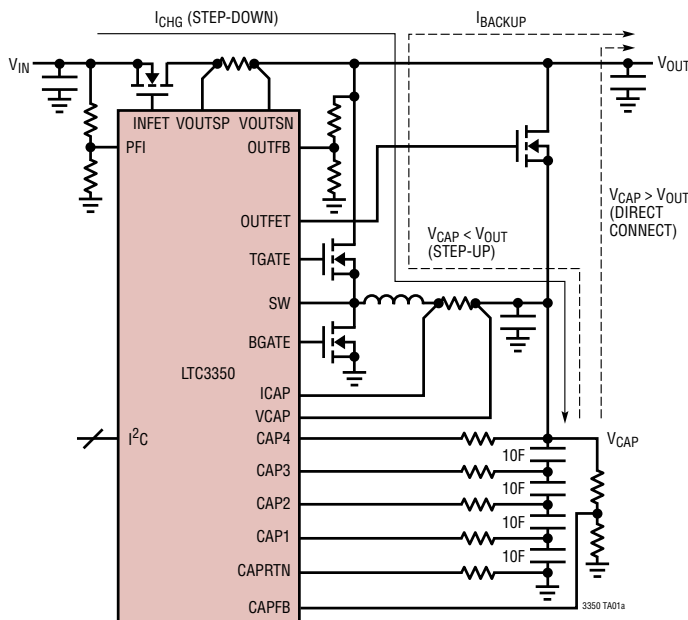 I_CHG (STEP-DOWN)
I_BACKUP
V_IN
V_OUT
INFET VOUTSP VOUTSN
PFI
OUTFB
OUTFET
V_CAP > V_OUT
(DIRECT
CONNECT)
V_CAP < V_OUT
(STEP-UP)
TGATE
SW
BGATE
LTC3350
ICAP
VCAP
I²C
CAP4
V_CAP
10F
CAP3
10F
CAP2
10F
CAP1
10F
CAPRTN
CAPFB
3350 TA01a